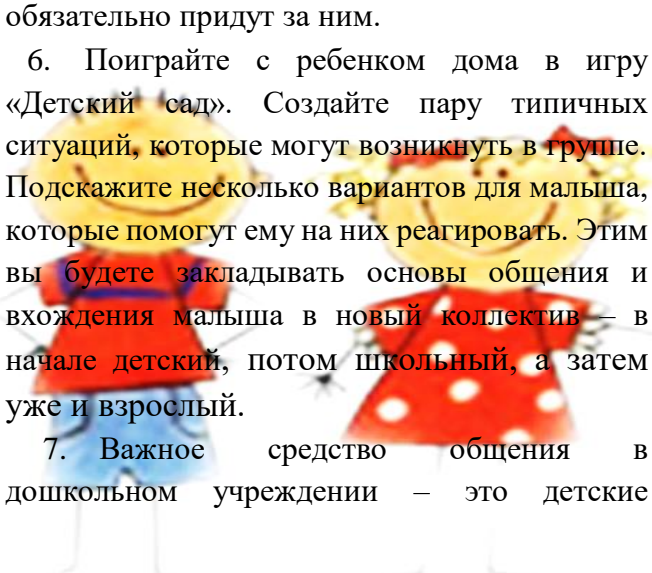 обязательно придут за ним.
6. Поиграйте с ребенком дома в игру
«Детский сад». Создайте пару типичных
ситуаций, которые могут возникнуть в группе.
Подскажите несколько вариантов для малыша,
которые помогут ему на них реагировать. Этим
вы будете закладывать основы общения и
вхождения малыша в новый коллектив – в
начале детский, потом школьный, а затем
уже и взрослый.
7. Важное средство общения в
дошкольном учреждении – это детские